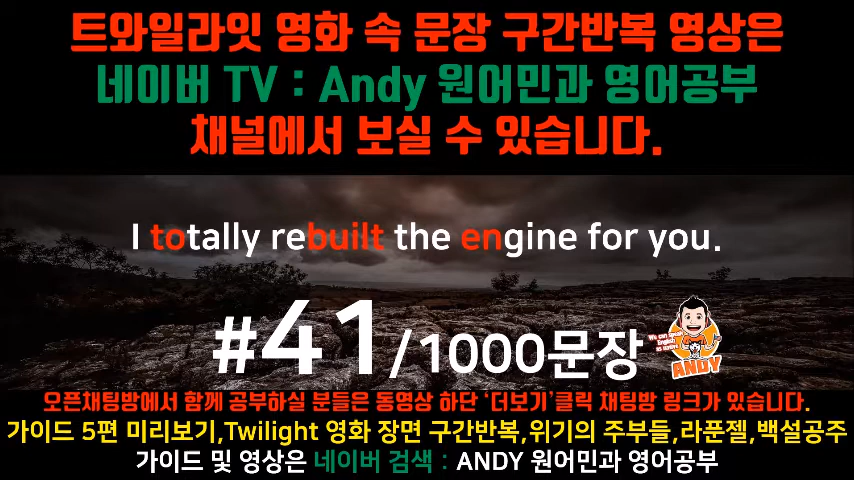 트와일라잇 영화 속 문장 구간반복 영상은
네이버 TV : Andy 원어민과 영어공부
채널에서 보실 수 있습니다.
I totally rebuilt the engine for you.
#41/1000문장
We can speak
English
as native
ANDY
오픈채팅방에서 함께 공부하실 분들은 동영상 하단 ‘더보기’클릭 채팅방 링크가 있습니다.
가이드 5편 미리보기,Twilight 영화 장면 구간반복,위기의 주부들,라푼젤,백설공주
가이드 및 영상은 네이버 검색 : ANDY 원어민과 영어공부